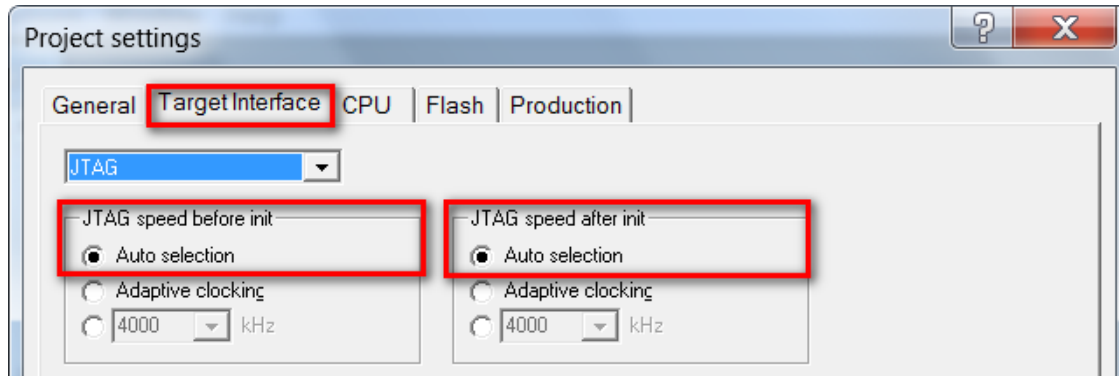 Project settings
General Target Interface CPU Flash Production
JTAG
JTAG speed before init JTAG speed after init
Auto selection Auto selection
Adaptive clocking Adaptive clocking
4000 kHz 4000 kHz